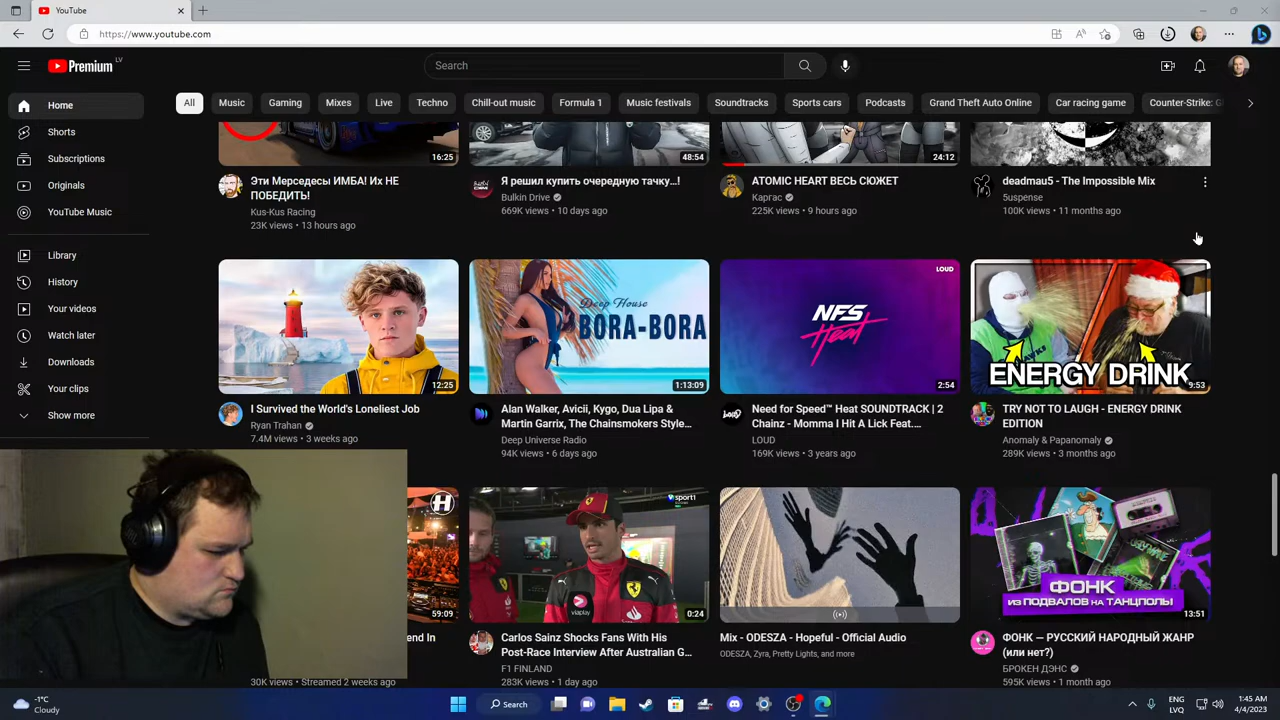 YouTube
https://www.youtube.com
Premium LV
Search
All
Music
Gaming
Mixes
Live
Techno
Chill-out music
Formula 1
Music festivals
Soundtracks
Sports cars
Podcasts
Grand Theft Auto Online
Car racing game
Counter-Strike: G
Home
Shorts
Subscriptions
Originals
YouTube Music
Library
History
Your videos
Watch later
Downloads
Your clips
Show more
16:25
48:54
24:12
Эти Мерседесы ИМБА! Их НЕ
ПОБЕДИТЬ!
Kus-Kus Racing
23K views • 13 hours ago
Я решил купить очередную тачку…!
Bulkin Drive
669K views • 10 days ago
ATOMIC HEART ВЕСЬ СЮЖЕТ
Каргас
225K views • 9 hours ago
deadmau5 - The Impossible Mix
5uspense
100K views • 11 months ago
12:25
Deep House
BORA-BORA
1:13:09
LOUD
NFS
Heat
2:54
ENERGY DRINK
9:53
I Survived the World's Loneliest Job
Ryan Trahan
7.4M views • 3 weeks ago
Alan Walker, Avicii, Kygo, Dua Lipa &
Martin Garrix, The Chainsmokers Style…
Deep Universe Radio
94K views • 6 days ago
LOUD
Need for Speed™ Heat SOUNDTRACK | 2
Chainz - Momma I Hit A Lick Feat.…
LOUD
169K views • 3 years ago
TRY NOT TO LAUGH - ENERGY DRINK
EDITION
Anomaly & Papanomaly
289K views • 3 months ago
H
59:09
sport1
viaplay
0:24
ФОНК
ИЗ ПОДВАЛОВ НА ТАНЦПОЛЫ
13:51
end In
30K views • Streamed 2 weeks ago
Carlos Sainz Shocks Fans With His
Post-Race Interview After Australian G…
F1 FINLAND
283K views • 1 day ago
Mix - ODESZA - Hopeful - Official Audio
ODESZA, Zyra, Pretty Lights, and more
ФОНК — РУССКИЙ НАРОДНЫЙ ЖАНР
(или нет?)
БРОКЕН ДЭНС
595K views • 1 month ago
-1°C
Cloudy
Search
ENG
LVQ
1:45 AM
4/4/2023